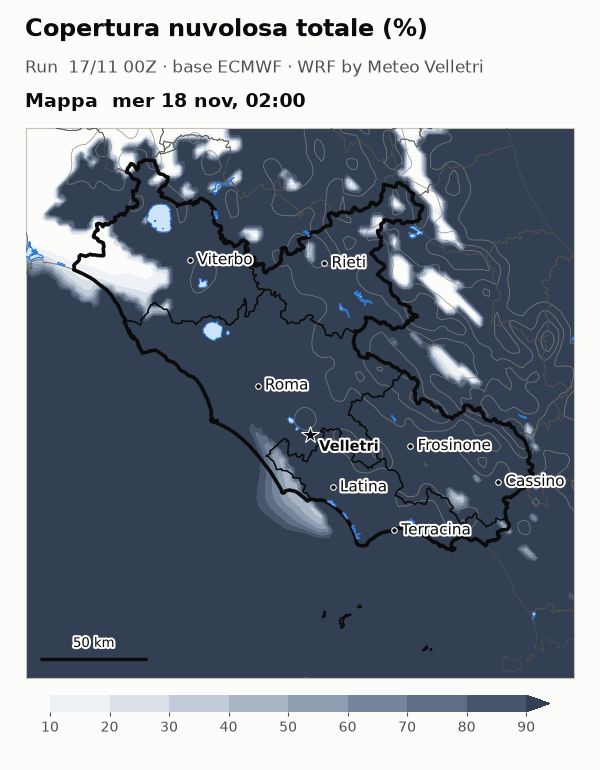 Copertura nuvolosa totale (%)
Run 17/11 00Z · base ECMWF · WRF by Meteo Velletri
Mappa mer 18 nov, 02:00
Viterbo
Rieti
Roma
Velletri
Frosinone
Cassino
Latina
Terracina
50 km
10 20 30 40 50 60 70 80 90